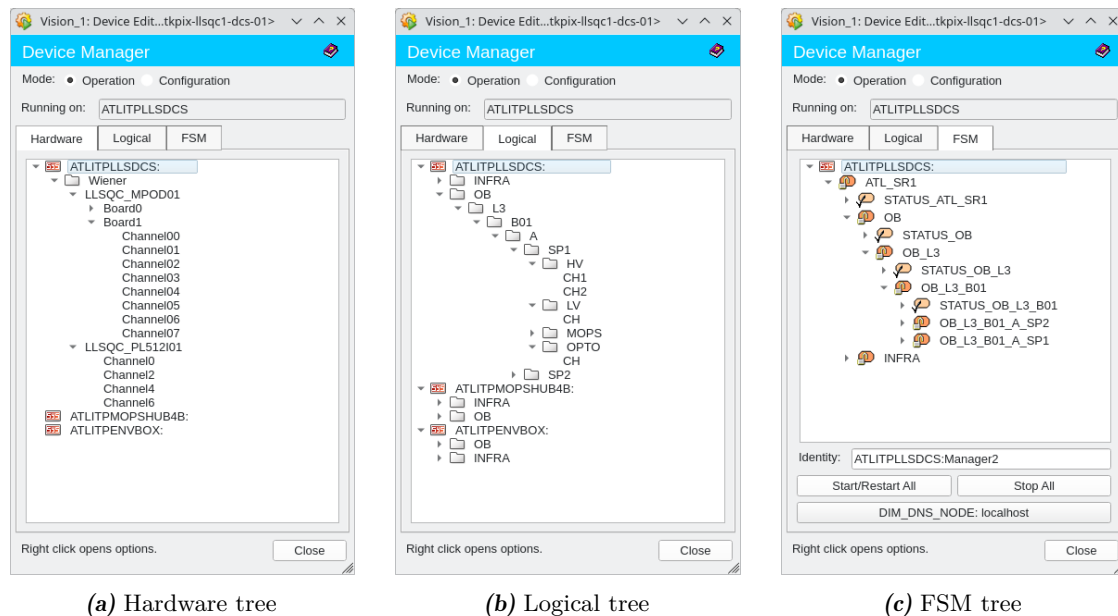 Vision_1: Device Edit...tkpix-llsqc1-dcs-01>
Device Manager
Mode: Operation Configuration
Running on: ATLITPLLSDCS
Hardware Logical FSM
ATLITPLLSDCS:
Wiener
LLSQC_MPOD01
Board0
Board1
Channel00
Channel01
Channel02
Channel03
Channel04
Channel05
Channel06
Channel07
LLSQC_PL512I01
Channel0
Channel2
Channel4
Channel6
ATLITPMOPSHUB4B:
ATLITPENVBOX:
Right click opens options.
Close
(a) Hardware tree
Vision_1: Device Edit...tkpix-llsqc1-dcs-01>
Device Manager
Mode: Operation Configuration
Running on: ATLITPLLSDCS
Hardware Logical FSM
ATLITPLLSDCS:
INFRA
OB
L3
B01
A
SP1
HV
CH1
CH2
LV
CH
MOPS
OPTO
CH
SP2
ATLITPMOPSHUB4B:
INFRA
OB
ATLITPENVBOX:
OB
INFRA
Right click opens options.
Close
(b) Logical tree
Vision_1: Device Edit...tkpix-llsqc1-dcs-01>
Device Manager
Mode: Operation Configuration
Running on: ATLITPLLSDCS
Hardware Logical FSM
ATLITPLLSDCS:
ATL_SR1
STATUS_ATL_SR1
OB
STATUS_OB
OB_L3
STATUS_OB_L3
OB_L3_B01
STATUS_OB_L3_B01
OB_L3_B01_A_SP2
OB_L3_B01_A_SP1
INFRA
Identity: ATLITPLLSDCS:Manager2
Start/Restart All Stop All
DIM_DNS_NODE: localhost
Right click opens options.
Close
(c) FSM tree